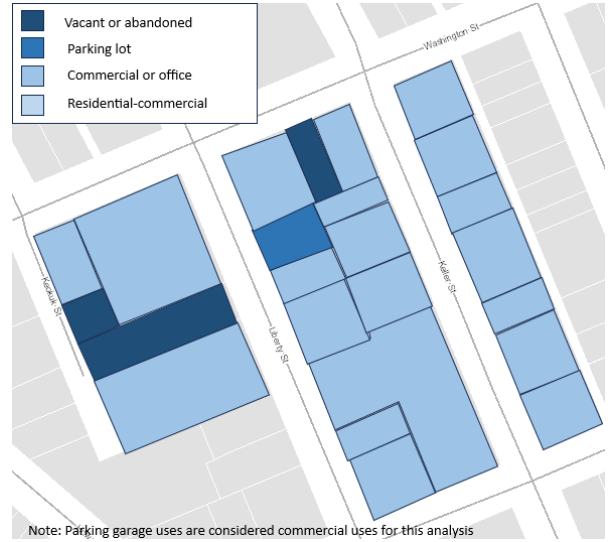 Vacant or abandoned
Parking lot
Commercial or office
Residential-commercial
Washington St
Keokuk St
Liberty St
Keller St
Note: Parking garage uses are considered commercial uses for this analysis